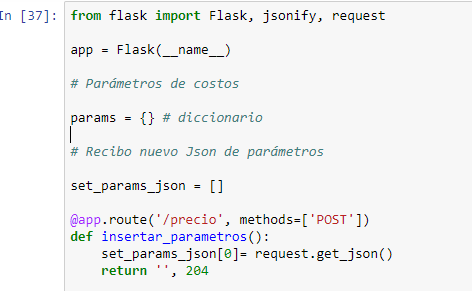 In [37]: from flask import Flask, jsonify, request
app = Flask(__name__)
# Parámetros de costos
params = {} # diccionario
# Recibo nuevo Json de parámetros
set_params_json = []
@app.route('/precio', methods=['POST'])
def insertar_parametros():
    set_params_json[0]= request.get_json()
    return '', 204